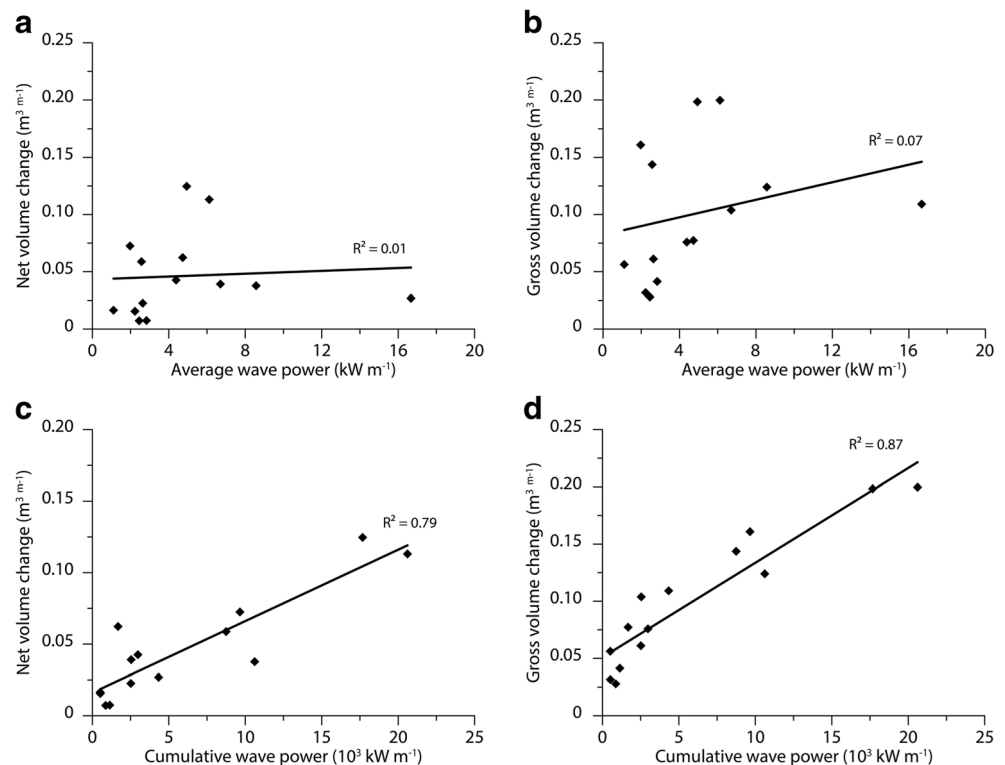 a
0.25
0.20
0.15
0.10
0.05
0
Net volume change (m³ ᵐ⁻¹)
R² = 0.01
0 4 8 12 16 20
Average wave power (kW m⁻¹)
b
0.25
0.20
0.15
0.10
0.05
0
Gross volume change (m³ ᵐ⁻¹)
R² = 0.07
0 4 8 12 16 20
Average wave power (kW m⁻¹)
c
0.20
0.15
0.10
0.05
0
Net volume change (m³ ᵐ⁻¹)
R² = 0.79
0 5 10 15 20 25
Cumulative wave power (10³ kW m⁻¹)
d
0.25
0.20
0.15
0.10
0.05
0
Gross volume change (m³ ᵐ⁻¹)
R² = 0.87
0 5 10 15 20 25
Cumulative wave power (10³ kW m⁻¹)